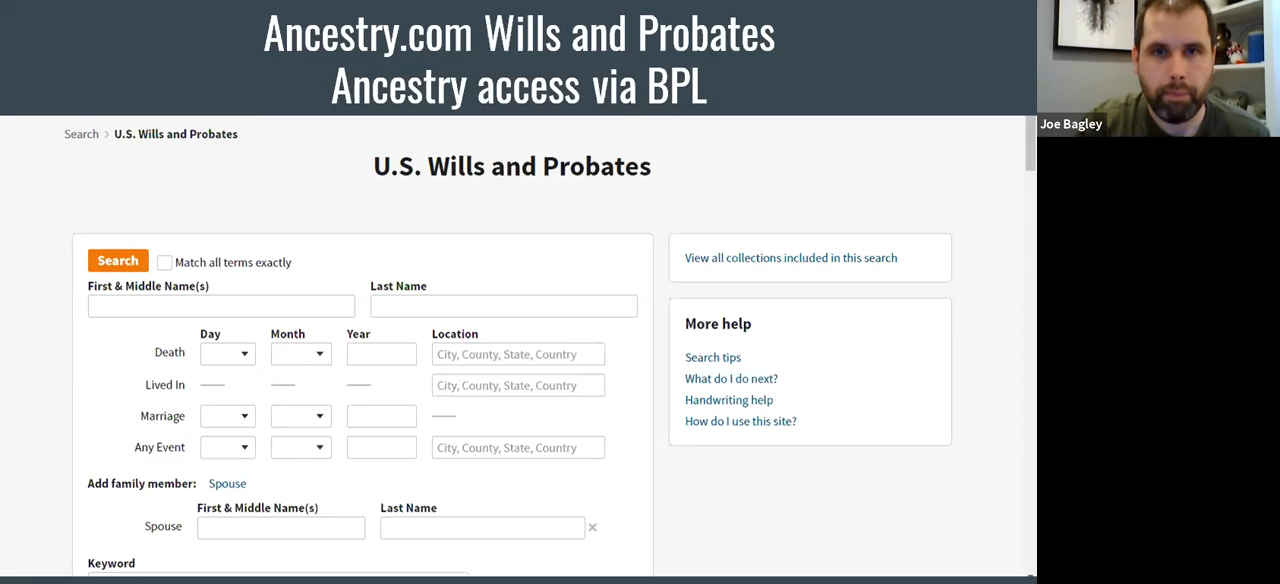 Ancestry.com Wills and Probates
Ancestry access via BPL
Joe Bagley
Search > U.S. Wills and Probates
U.S. Wills and Probates
Search Match all terms exactly
First & Middle Name(s) Last Name
Day Month Year Location
Death City, County, State, Country
Lived In City, County, State, Country
Marriage
Any Event City, County, State, Country
Add family member: Spouse
First & Middle Name(s) Last Name
Spouse
Keyword
View all collections included in this search
More help
Search tips
What do I do next?
Handwriting help
How do I use this site?